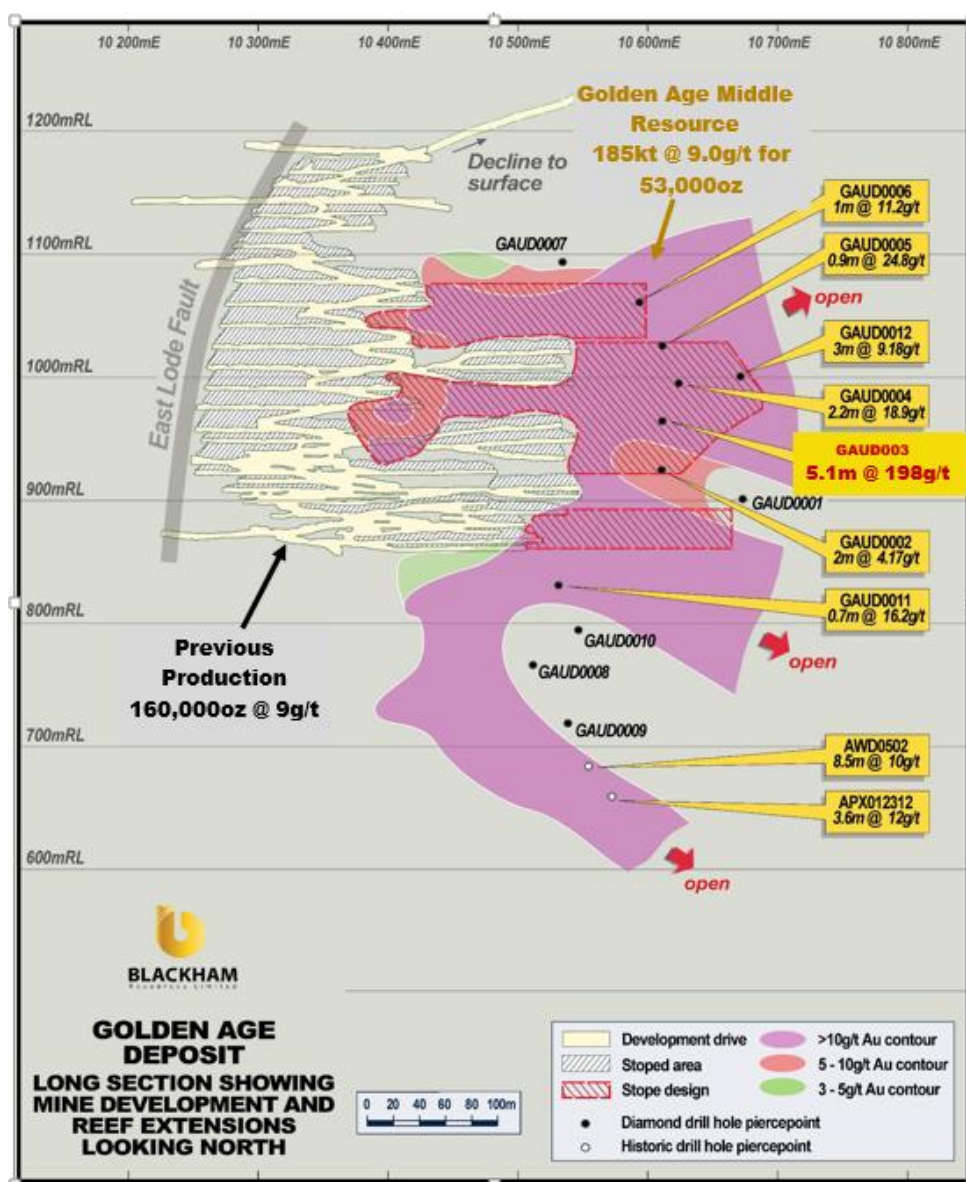 10 200mE 10 300mE 10 400mE 10 500mE 10 600mE 10 700mE 10 800mE
1200mRL
1100mRL
1000mRL
900mRL
800mRL
700mRL
600mRL
East Lode Fault
Decline to
surface
Golden Age Middle
Resource
185kt @ 9.0g/t for
53,000oz
GAUD0007
GAUD0006
1m @ 11.2g/t
GAUD0005
0.9m @ 24.8g/t
open
GAUD0012
3m @ 9.18g/t
GAUD0004
2.2m @ 18.9g/t
GAUD003
5.1m @ 198g/t
GAUD0001
GAUD0002
2m @ 4.17g/t
GAUD0011
0.7m @ 16.2g/t
GAUD0010
open
GAUD0008
GAUD0009
Previous
Production
160,000oz @ 9g/t
AWD0502
8.5m @ 10g/t
APX012312
3.6m @ 12g/t
open
BLACKHAM
Resources Limited
GOLDEN AGE
DEPOSIT
LONG SECTION SHOWING
MINE DEVELOPMENT AND
REEF EXTENSIONS
LOOKING NORTH
0 20 40 60 80 100m
Development drive
Stoped area
Stope design
>10g/t Au contour
5 - 10g/t Au contour
3 - 5g/t Au contour
Diamond drill hole piercepoint
Historic drill hole piercepoint